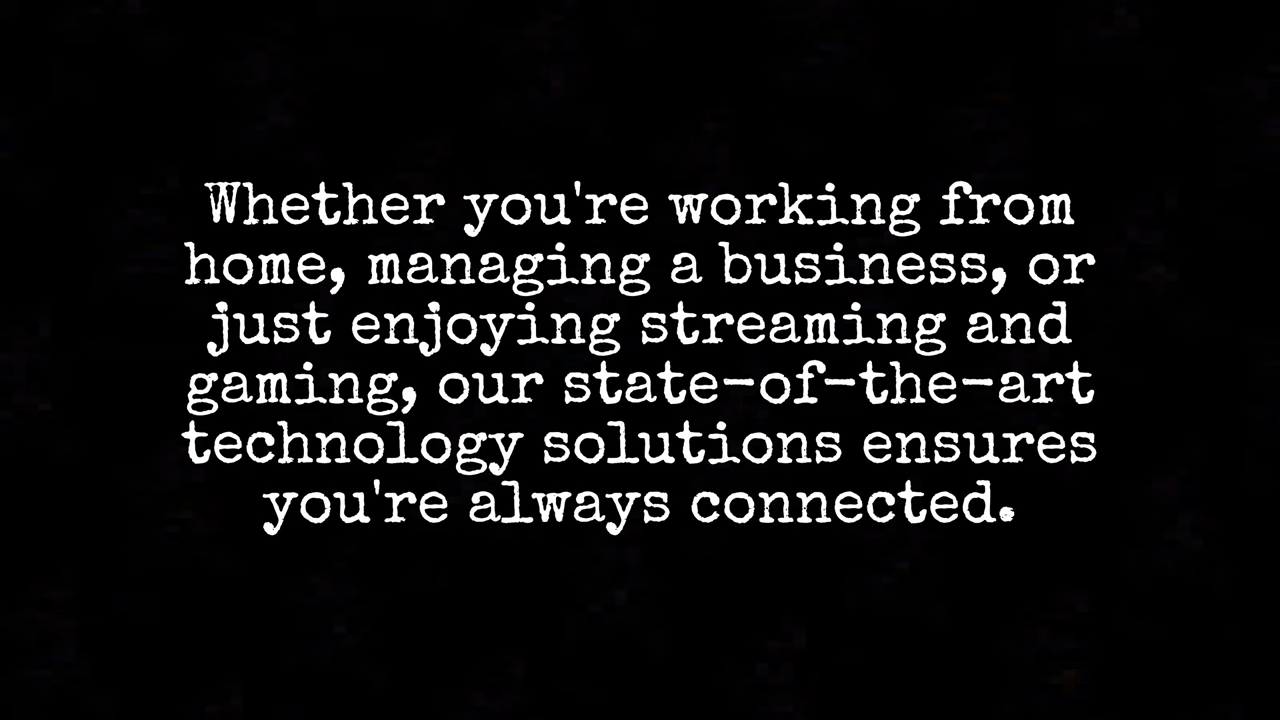 Whether you're working from
home, managing a business, or
just enjoying streaming and
gaming, our state-of-the-art
technology solutions ensures
you're always connected.